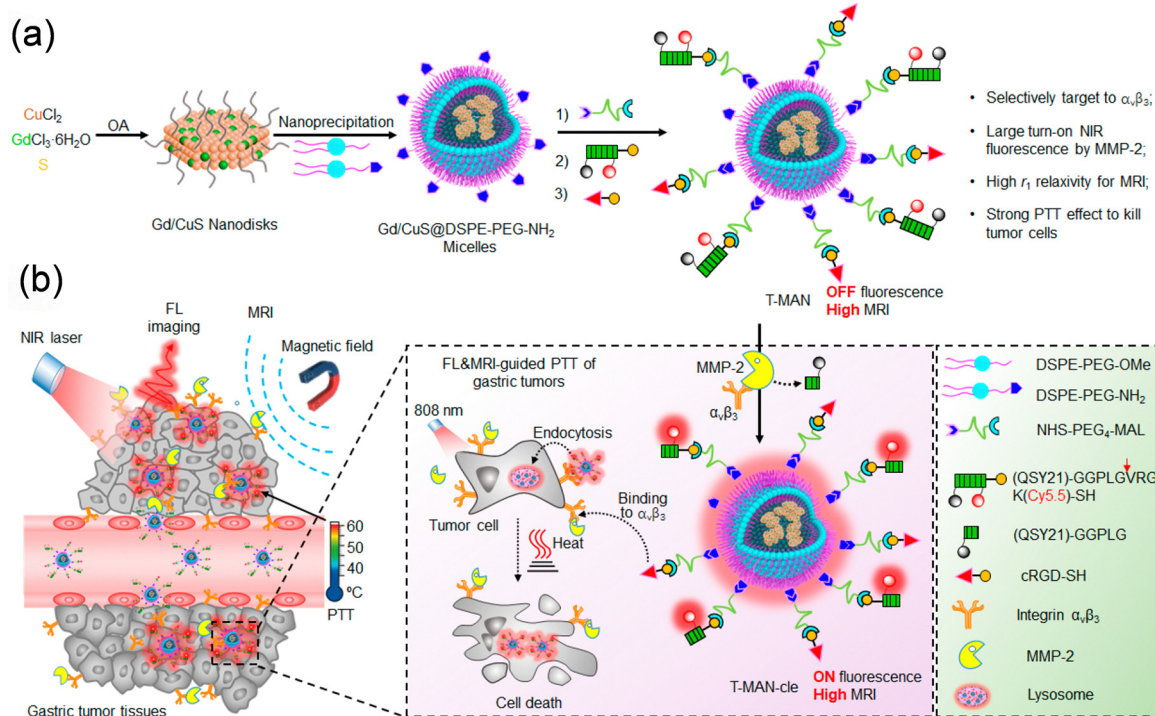 (a)
CuCl2
GdCl3·6H2O
S
OA
Gd/CuS Nanodisks
Nanoprecipitation
Gd/CuS@DSPE-PEG-NH2
Micelles
1)
2)
3)
T-MAN
OFF fluorescence
High MRI
• Selectively target to αvβ3;
• Large turn-on NIR
fluorescence by MMP-2;
• High r1 relaxivity for MRI;
• Strong PTT effect to kill
tumor cells
(b)
NIR laser
FL
imaging
MRI
Magnetic field
60
50
40
30
ºC
PTT
Gastric tumor tissues
FL&MRI-guided PTT of
gastric tumors
808 nm
Endocytosis
Tumor cell
Heat
Cell death
Binding
to αvβ3
MMP-2
αvβ3
T-MAN-cle
ON fluorescence
High MRI
DSPE-PEG-OMe
DSPE-PEG-NH2
NHS-PEG4-MAL
(QSY21)-GGPLGVRG
K(Cy5.5)-SH
(QSY21)-GGPLG
cRGD-SH
Integrin αvβ3
MMP-2
Lysosome